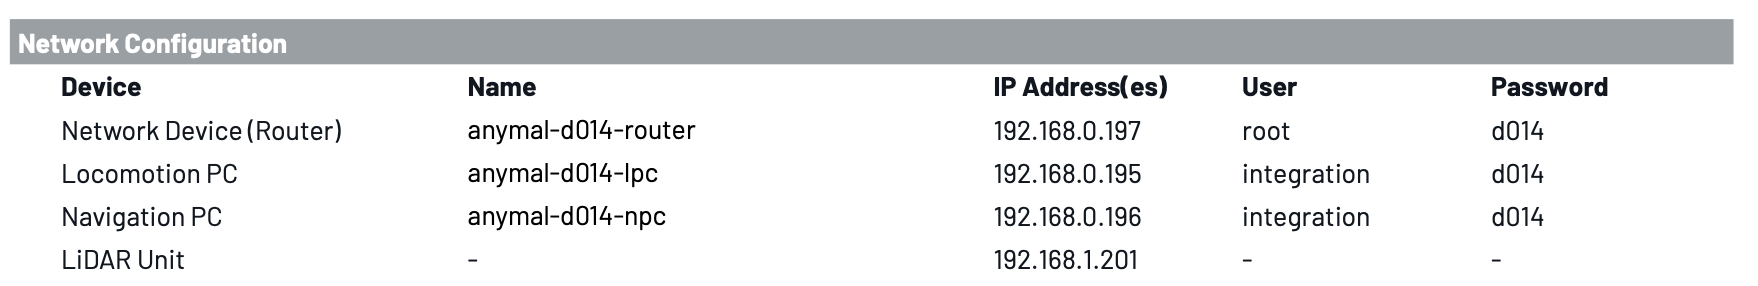 Network Configuration
Device Name IP Address(es) User Password
Network Device (Router) anymal-d014-router 192.168.0.197 root d014
Locomotion PC anymal-d014-lpc 192.168.0.195 integration d014
Navigation PC anymal-d014-npc 192.168.0.196 integration d014
LiDAR Unit - 192.168.1.201 - -